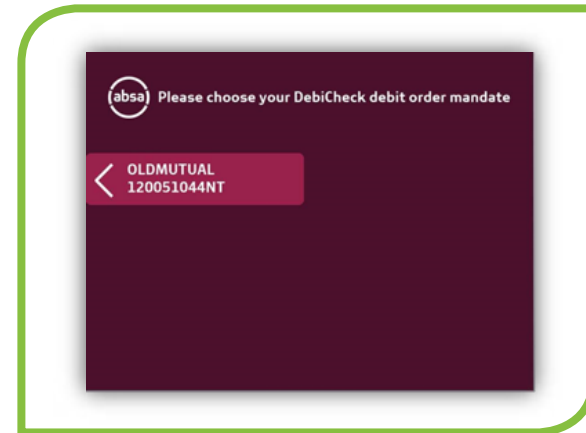 absa Please choose your DebiCheck debit order mandate
OLDMUTUAL
120051044NT